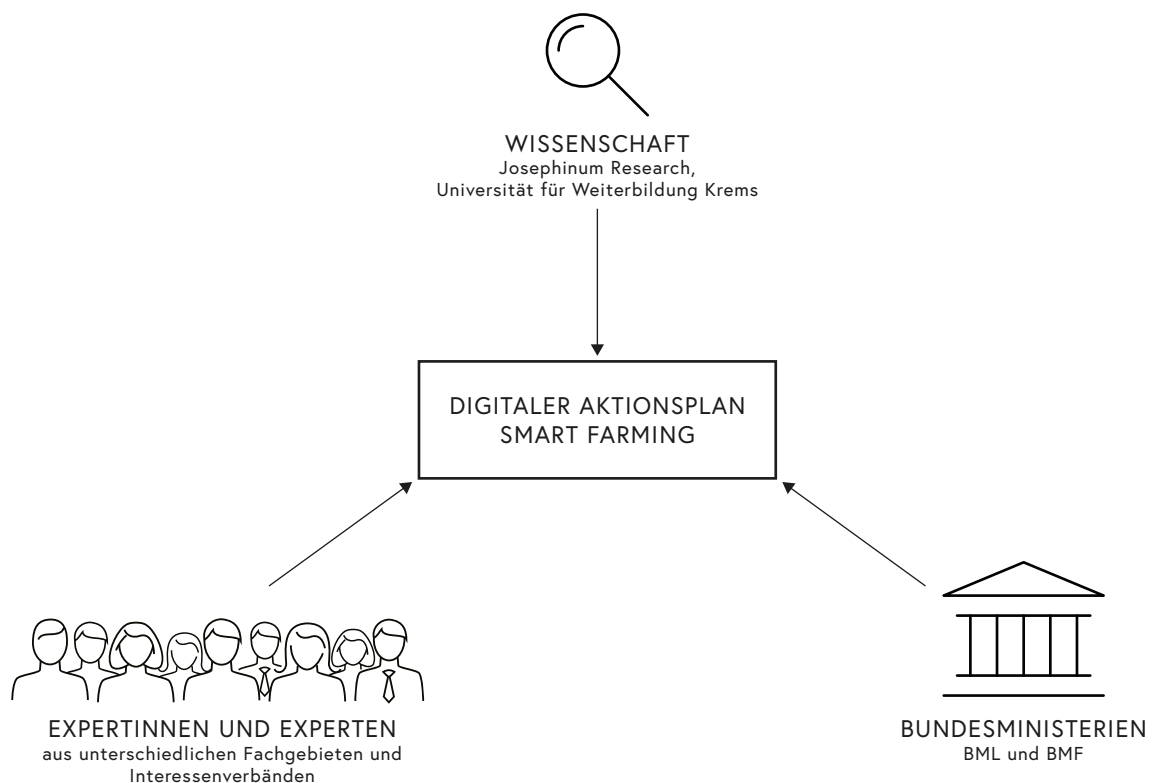 WISSENSCHAFT
Josephinum Research,
Universität für Weiterbildung Krems
DIGITALER AKTIONSPLAN
SMART FARMING
EXPERTINNEN UND EXPERTEN
aus unterschiedlichen Fachgebieten und
Interessenverbänden
BUNDESMINISTERIEN
BML und BMF